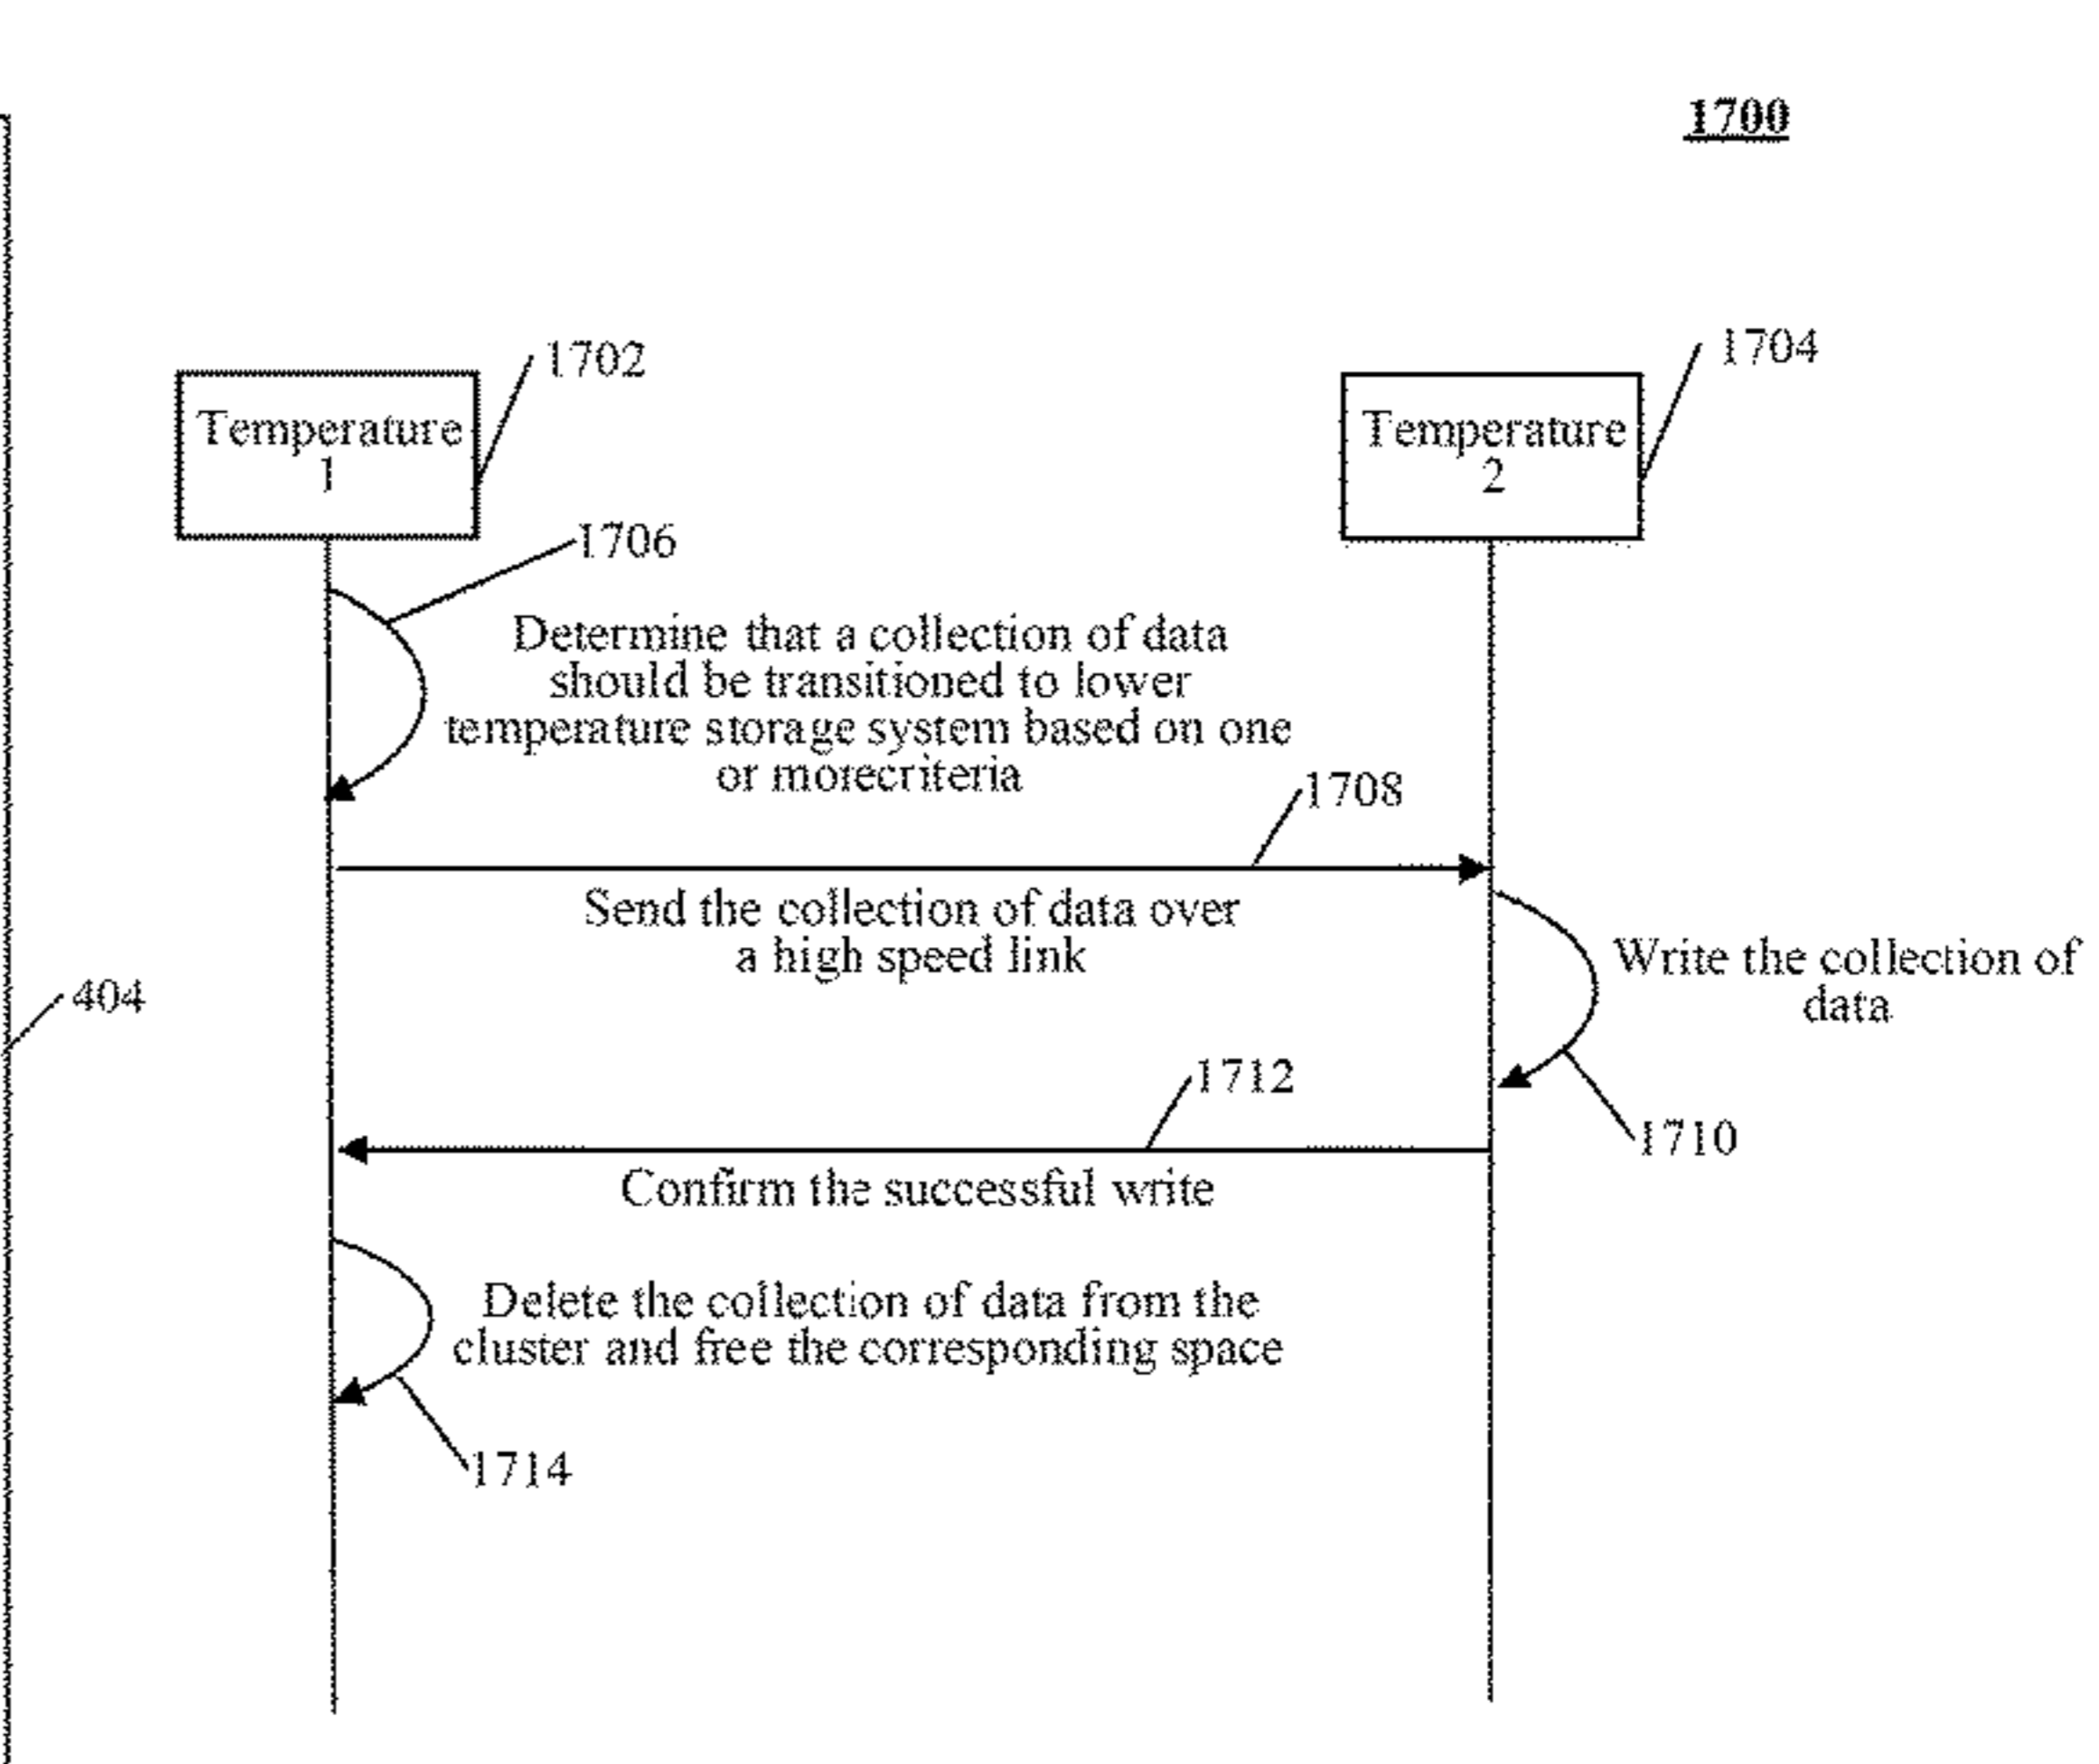 1700
1702
1704
Temperature
1
Temperature
2
1706
Determine that a collection of data
should be transitioned to lower
temperature storage system based on one
or morecriteria
1708
Send the collection of data over
a high speed link
Write the collection of
data
404
1712
1710
Confirm the successful write
Delete the collection of data from the
cluster and free the corresponding space
1714